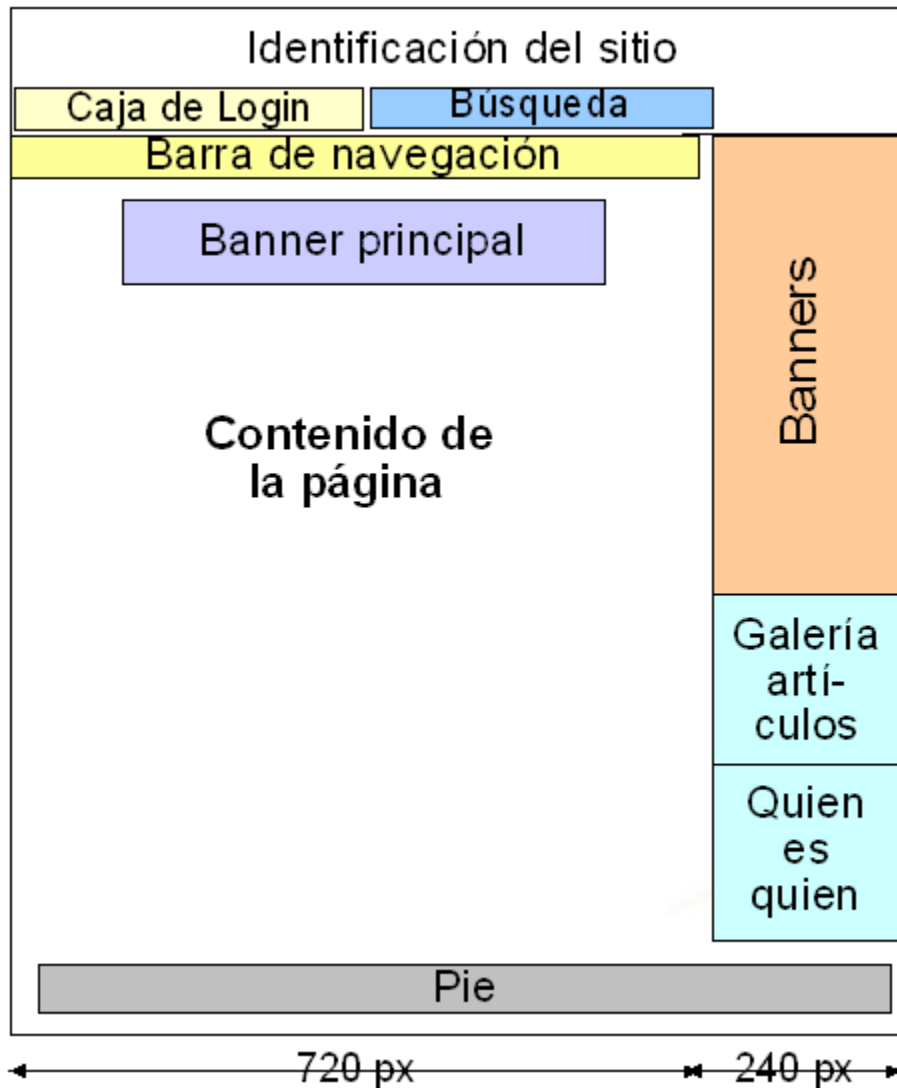 Identificación del sitio
Caja de Login
Búsqueda
Barra de navegación
Banner principal
Banners
Contenido de
la página
Galería
artí-
culos
Quien
es
quien
Pie
720 px
240 px